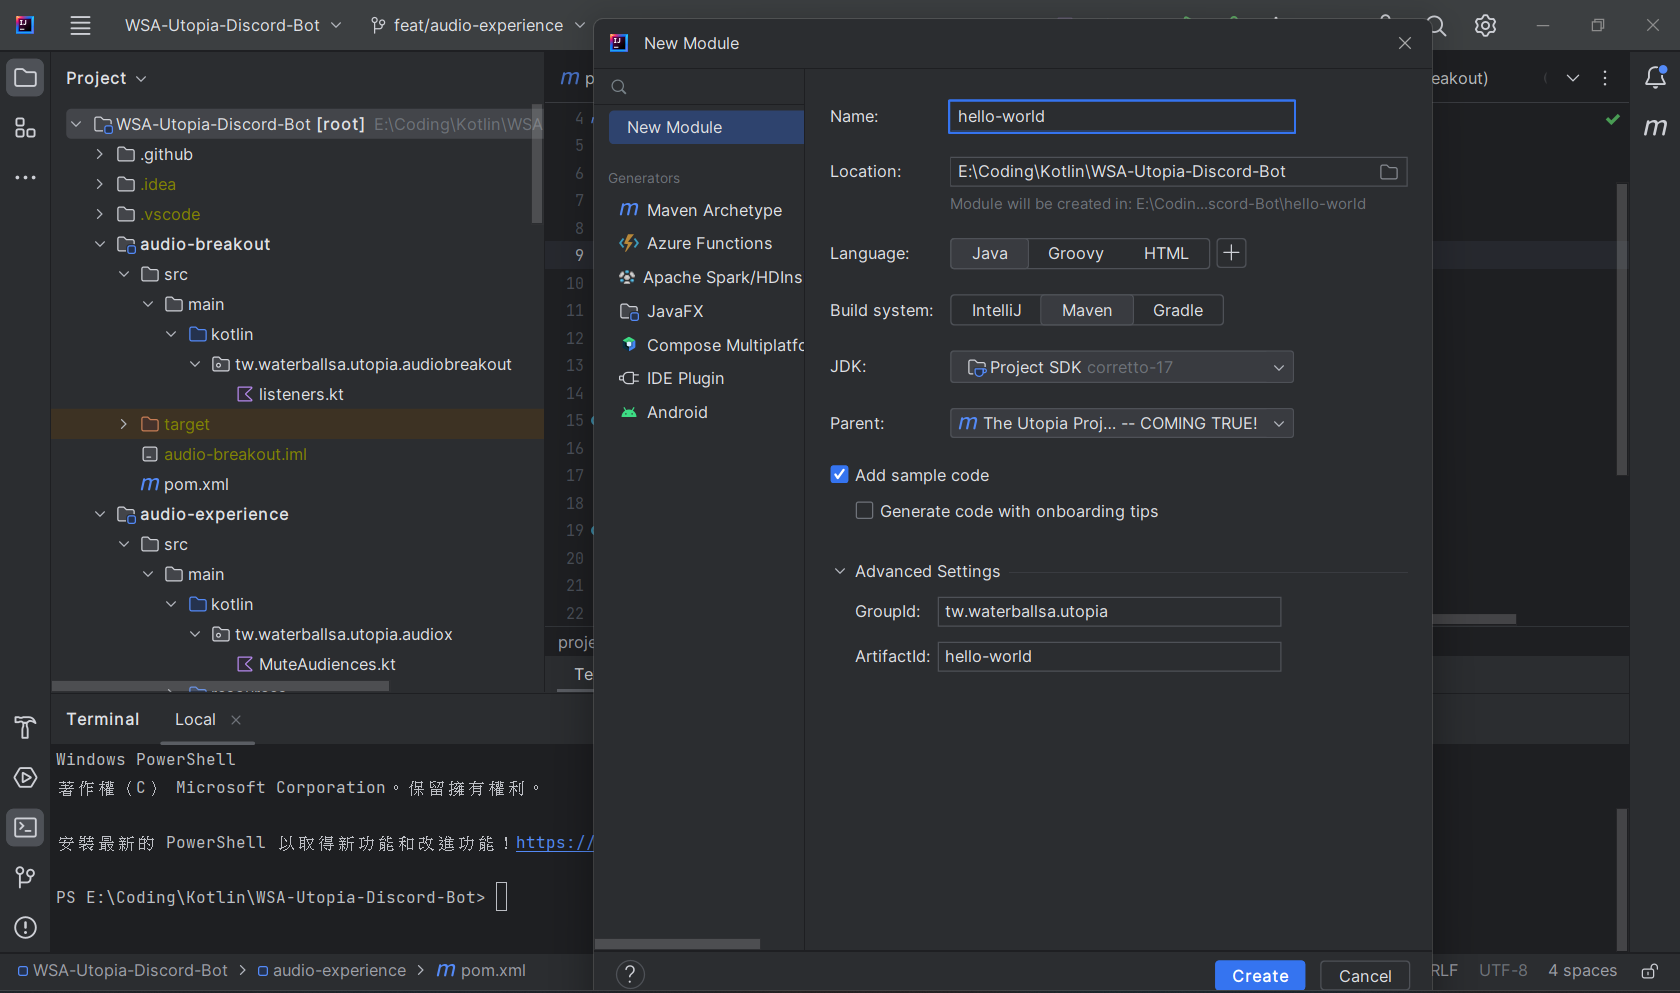 WSA-Utopia-Discord-Bot
feat/audio-experience
New Module
Project
WSA-Utopia-Discord-Bot [root] E:\Coding\Kotlin\WSA
.github
.idea
.vscode
audio-breakout
src
main
kotlin
tw.waterballsa.utopia.audiobreakout
listeners.kt
target
audio-breakout.iml
m pom.xml
audio-experience
src
main
kotlin
tw.waterballsa.utopia.audiox
MuteAudiences.kt
m p
4
5
6
7
8
9
10
11
12
13
14
15
16
17
18
19
20
21
22
proje
Te
New Module
Generators
m Maven Archetype
Azure Functions
Apache Spark/HDIns
JavaFX
Compose Multiplatfo
IDE Plugin
Android
Name: hello-world
Location: E:\Coding\Kotlin\WSA-Utopia-Discord-Bot
Module will be created in: E:\Codin...scord-Bot\hello-world
Language: Java Groovy HTML
Build system: IntelliJ Maven Gradle
JDK: Project SDK corretto-17
Parent: m The Utopia Proj... -- COMING TRUE!
Add sample code
Generate code with onboarding tips
Advanced Settings
GroupId: tw.waterballsa.utopia
ArtifactId: hello-world
? Create Cancel
eakout)
m
Terminal Local
Windows PowerShell
著作權（C） Microsoft Corporation。保留擁有權利。
安裝最新的 PowerShell 以取得新功能和改進功能！https://
PS E:\Coding\Kotlin\WSA-Utopia-Discord-Bot>
WSA-Utopia-Discord-Bot > audio-experience > m pom.xml
RLF UTF-8 4 spaces